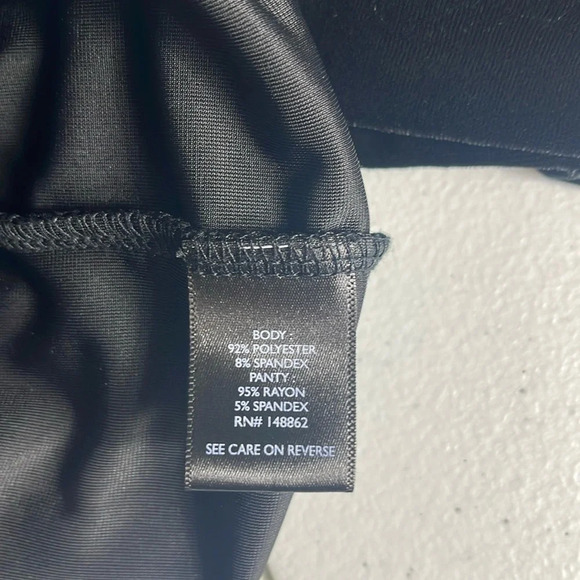 BODY -
92% POLYESTER
8% SPANDEX
PANTY -
95% RAYON
5% SPANDEX
RN# 148862
SEE CARE ON REVERSE